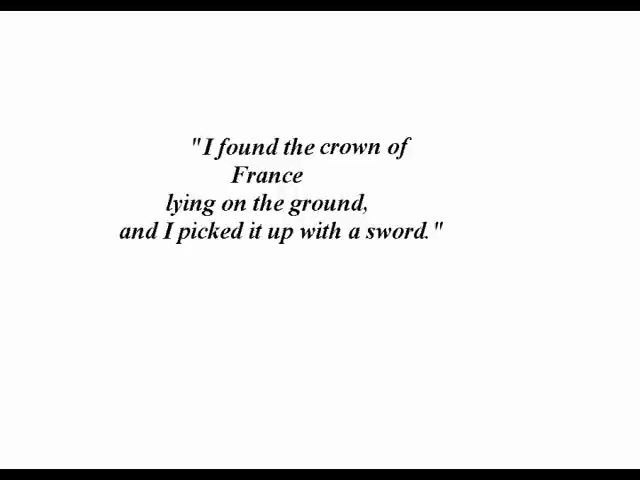 "I found the crown of
France
lying on the ground,
and I picked it up with a sword."